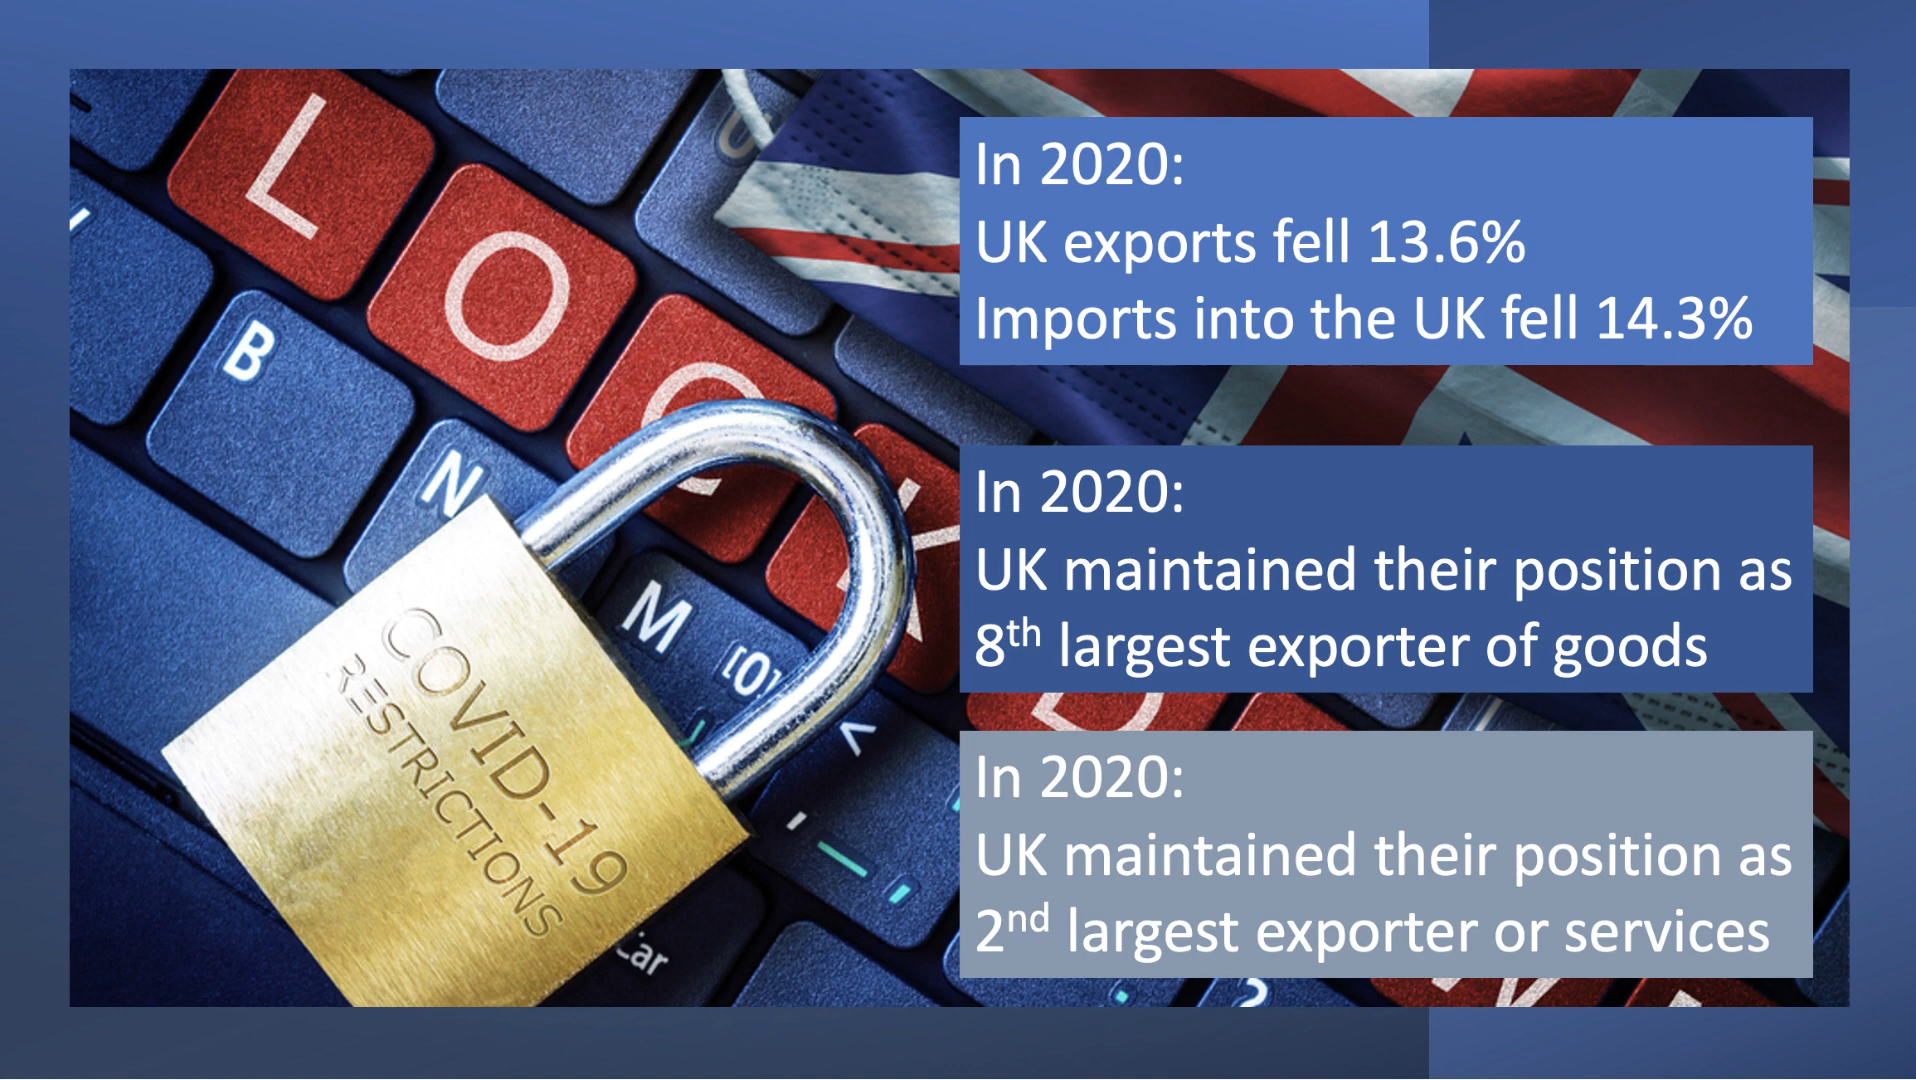 In 2020:
UK exports fell 13.6%
Imports into the UK fell 14.3%
In 2020:
UK maintained their position as
8th largest exporter of goods
In 2020:
UK maintained their position as
2nd largest exporter or services
L
O
C
K
D
B
N
M
COVID-19
RESTRICTIONS